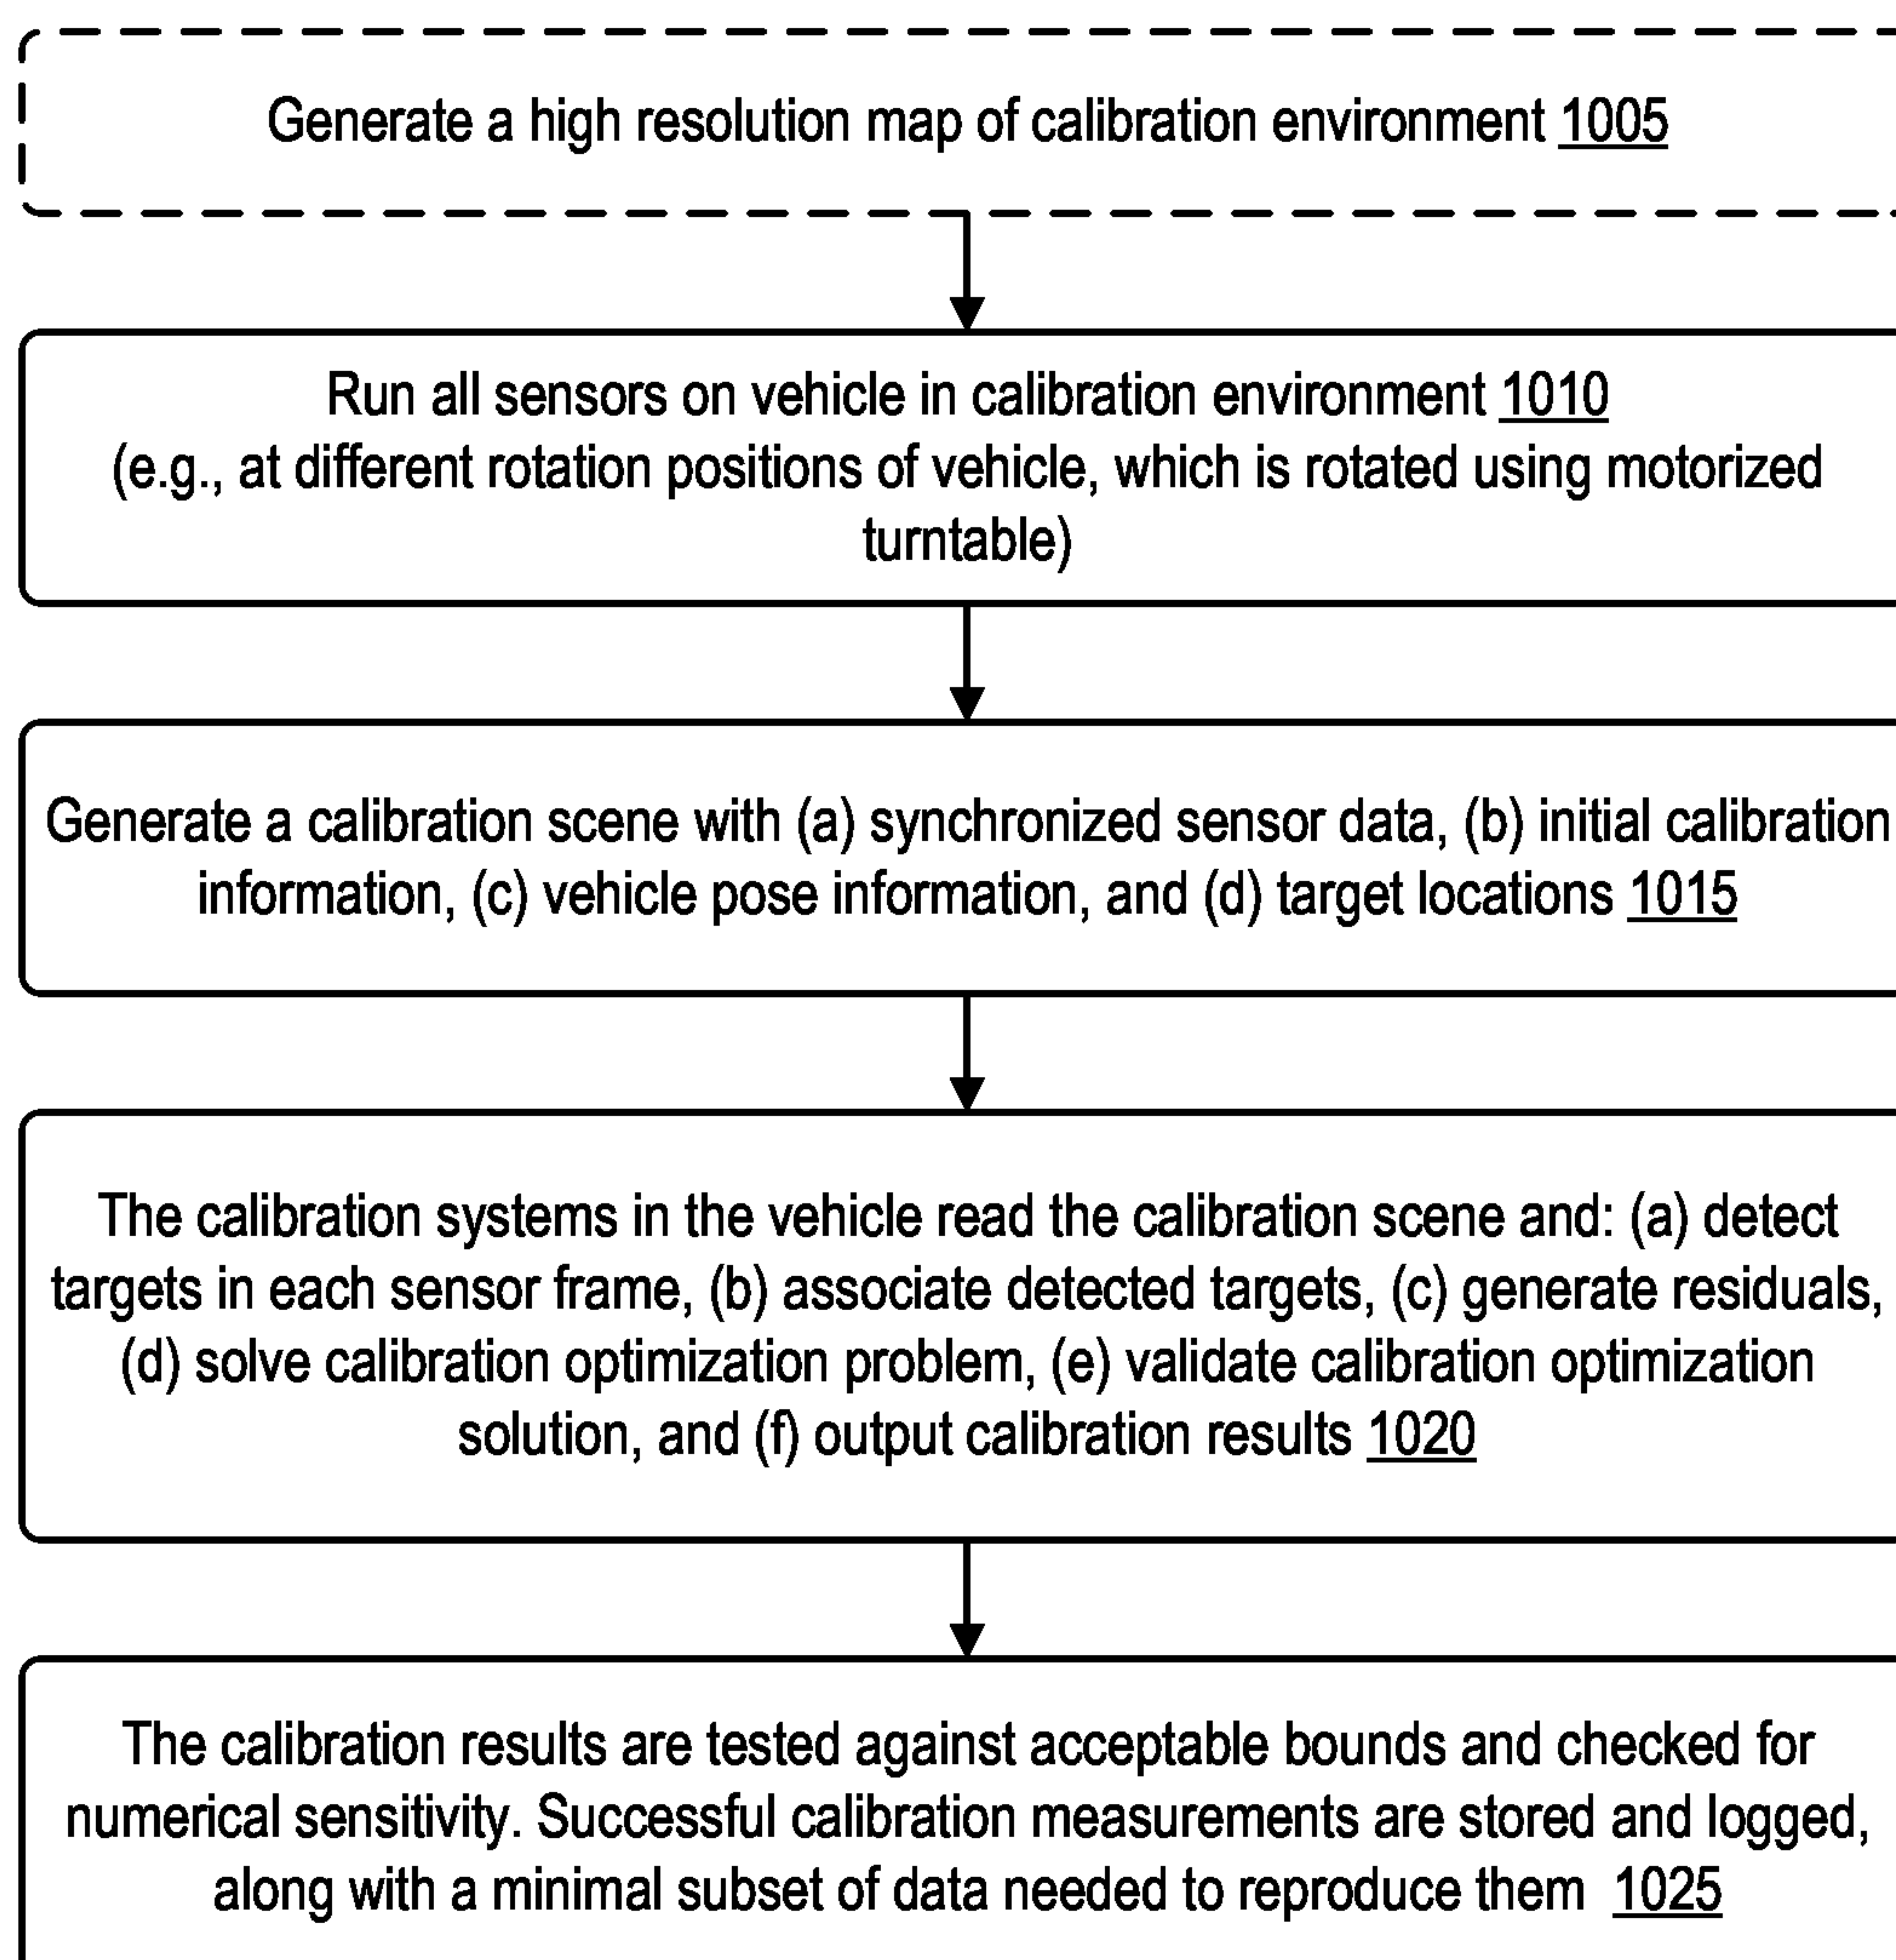 Generate a high resolution map of calibration environment 1005
Run all sensors on vehicle in calibration environment 1010
(e.g., at different rotation positions of vehicle, which is rotated using motorized
turntable)
Generate a calibration scene with (a) synchronized sensor data, (b) initial calibration
information, (c) vehicle pose information, and (d) target locations 1015
The calibration systems in the vehicle read the calibration scene and: (a) detect
targets in each sensor frame, (b) associate detected targets, (c) generate residuals,
(d) solve calibration optimization problem, (e) validate calibration optimization
solution, and (f) output calibration results 1020
The calibration results are tested against acceptable bounds and checked for
numerical sensitivity. Successful calibration measurements are stored and logged,
along with a minimal subset of data needed to reproduce them 1025